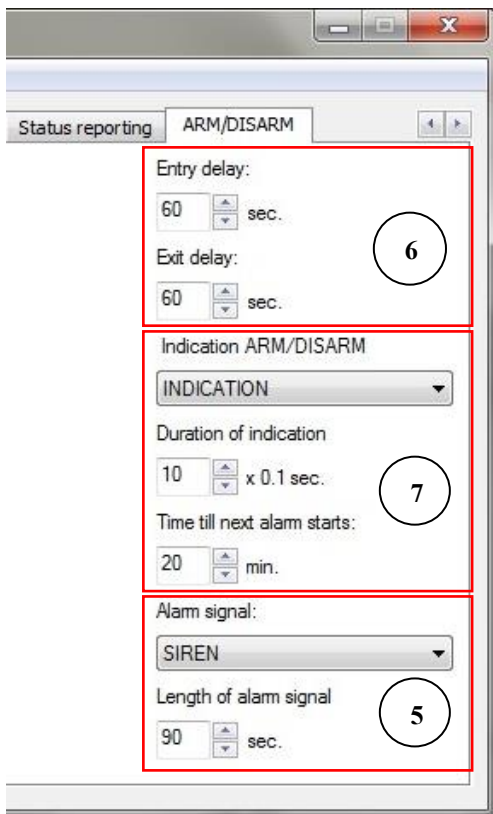 Status reporting ARM/DISARM
Entry delay:
60 sec.
Exit delay:
60 sec.
6
Indication ARM/DISARM
INDICATION
Duration of indication
10 x 0.1 sec.
7
Time till next alarm starts:
20 min.
Alarm signal:
SIREN
Length of alarm signal
5
90 sec.